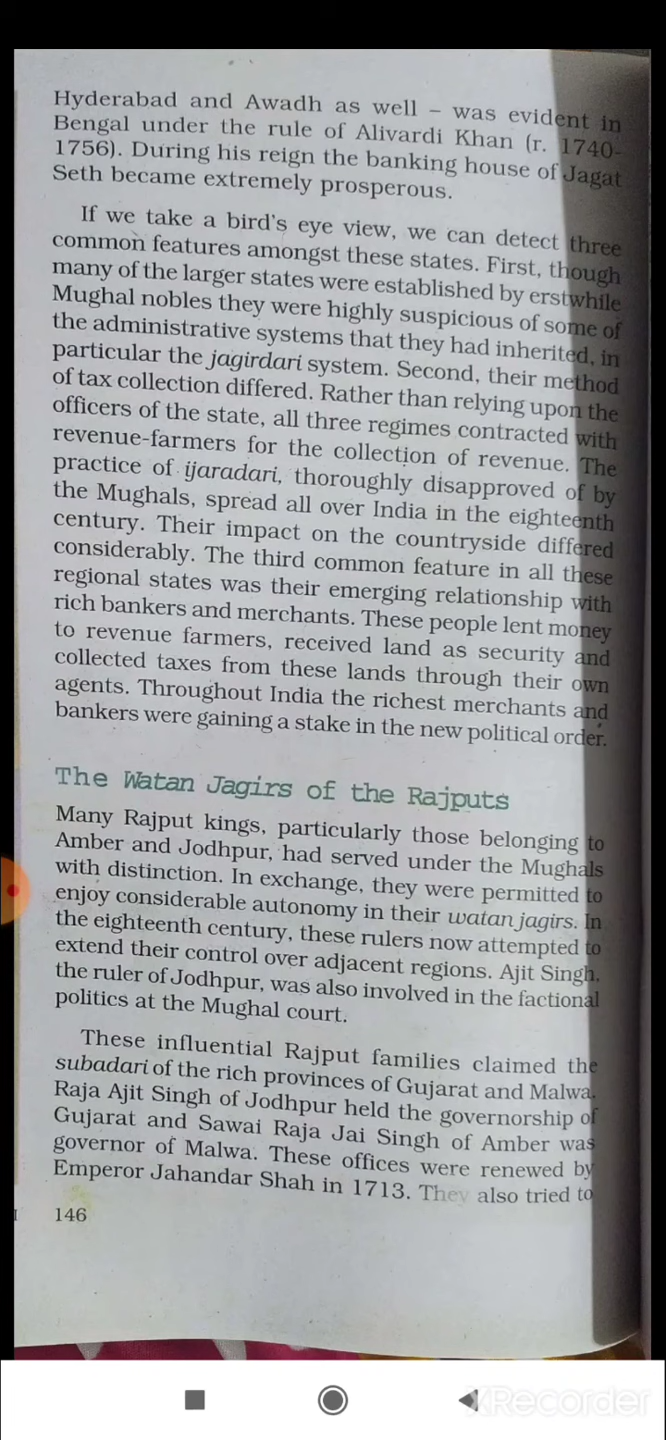 Hyderabad and Awadh as well – was evident in
Bengal under the rule of Alivardi Khan (r. 1740-
1756). During his reign the banking house of Jagat
Seth became extremely prosperous.
If we take a bird's eye view, we can detect three
common features amongst these states. First, though
many of the larger states were established by erstwhile
Mughal nobles they were highly suspicious of some of
the administrative systems that they had inherited, in
particular the jagirdari system. Second, their method
of tax collection differed. Rather than relying upon the
officers of the state, all three regimes contracted with
revenue-farmers for the collection of revenue. The
practice of ijaradari, thoroughly disapproved of by
the Mughals, spread all over India in the eighteenth
century. Their impact on the countryside differed
considerably. The third common feature in all these
regional states was their emerging relationship with
rich bankers and merchants. These people lent money
to revenue farmers, received land as security and
collected taxes from these lands through their own
agents. Throughout India the richest merchants and
bankers were gaining a stake in the new political order.
The Watan Jagirs of the Rajputs
Many Rajput kings, particularly those belonging to
Amber and Jodhpur, had served under the Mughals
with distinction. In exchange, they were permitted to
enjoy considerable autonomy in their watan jagirs. In
the eighteenth century, these rulers now attempted to
extend their control over adjacent regions. Ajit Singh,
the ruler of Jodhpur, was also involved in the factional
politics at the Mughal court.
These influential Rajput families claimed the
subadari of the rich provinces of Gujarat and Malwa.
Raja Ajit Singh of Jodhpur held the governorship of
Gujarat and Sawai Raja Jai Singh of Amber was
governor of Malwa. These offices were renewed by
Emperor Jahandar Shah in 1713. They also tried to
146
XRecorder